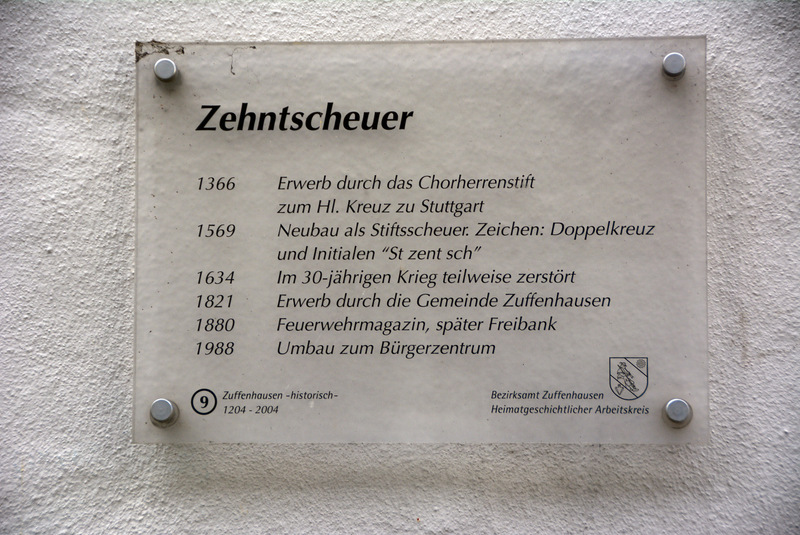 Zehntscheuer
1366 Erwerb durch das Chorherrenstift
zum Hl. Kreuz zu Stuttgart
1569 Neubau als Stiftsscheuer. Zeichen: Doppelkreuz
und Initialen “St zent sch”
1634 Im 30-jährigen Krieg teilweise zerstört
1821 Erwerb durch die Gemeinde Zuffenhausen
1880 Feuerwehrmagazin, später Freibank
1988 Umbau zum Bürgerzentrum
9 Zuffenhausen -historisch-
1204 - 2004
Bezirksamt Zuffenhausen
Heimatgeschichtlicher Arbeitskreis